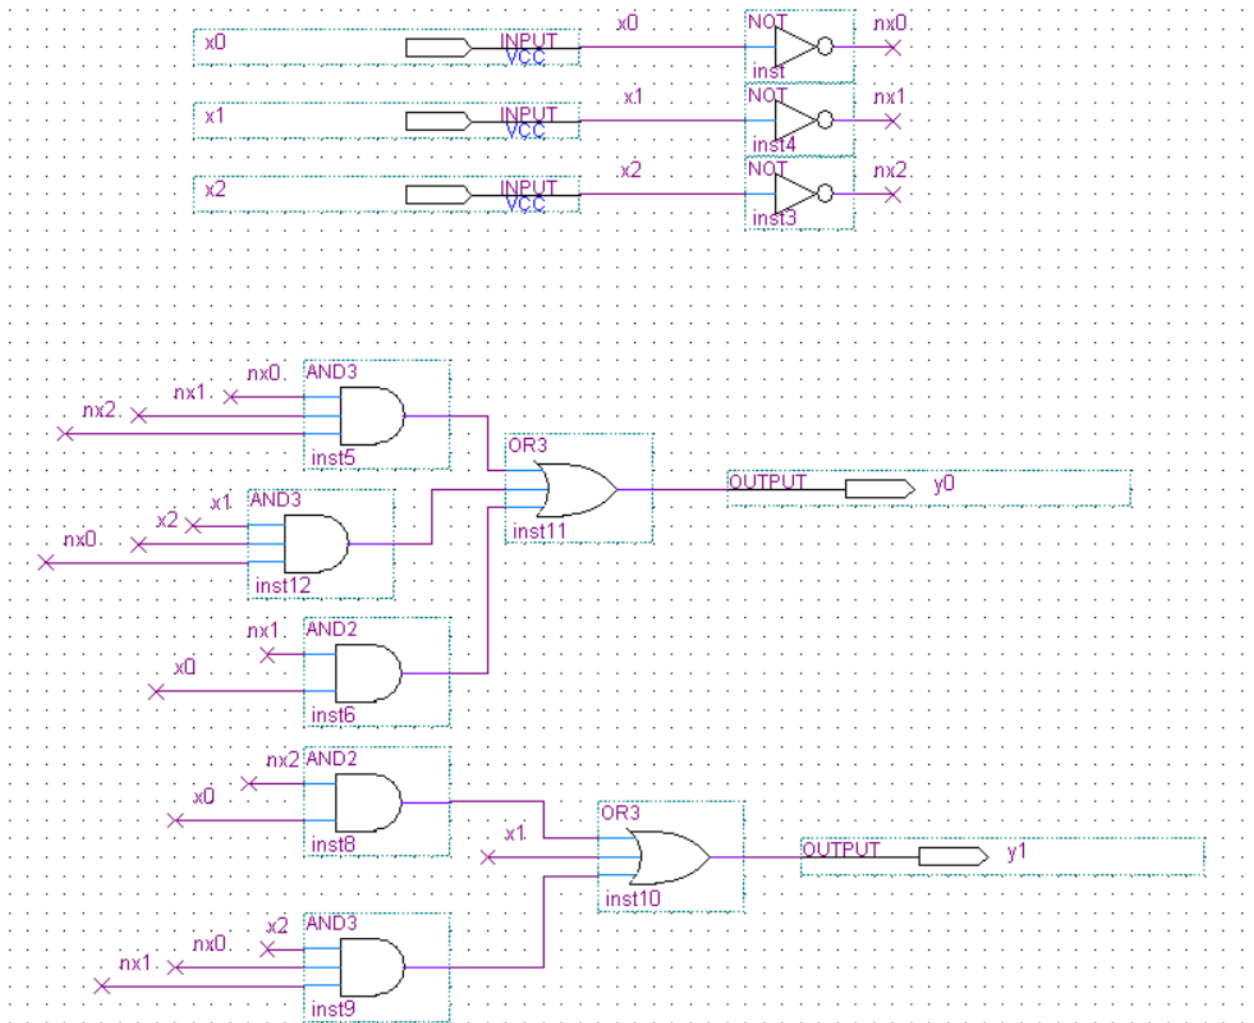 x0 INPUT VCC x0 NOT inst nx0
x1 INPUT VCC x1 NOT inst4 nx1
x2 INPUT VCC x2 NOT inst3 nx2
nx0 AND3
nx1
nx2
inst5
OR3
inst11
OUTPUT y0
x1 AND3
x2
nx0
inst12
nx1 AND2
x0
inst6
nx2 AND2
x0
inst8
OR3
x1
inst10
OUTPUT y1
x2 AND3
nx0
nx1
inst9